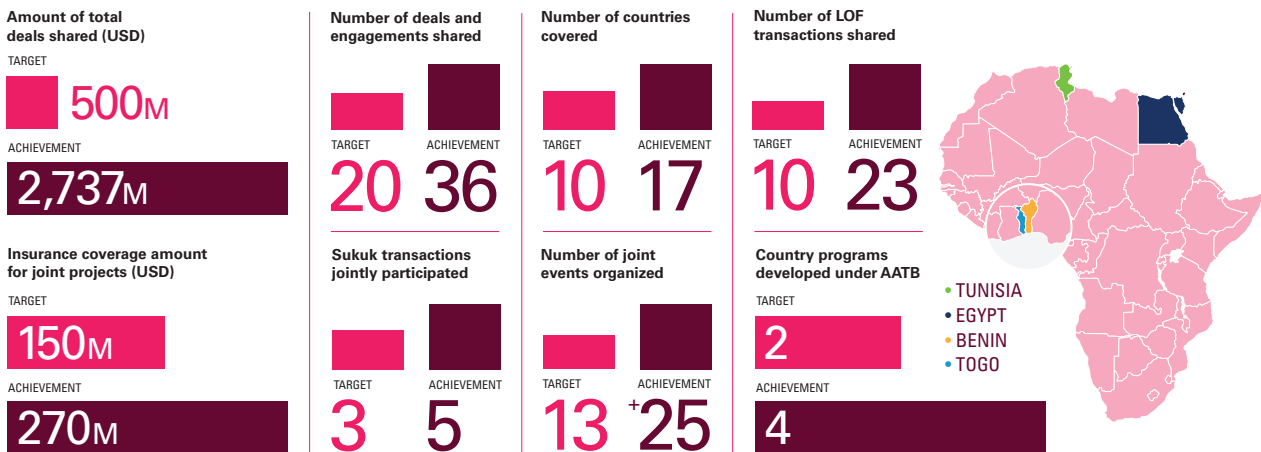 Amount of total
deals shared (USD)
TARGET
500M
ACHIEVEMENT
2,737M
Insurance coverage amount
for joint projects (USD)
TARGET
150M
ACHIEVEMENT
270M
Number of deals and
engagements shared
TARGET
ACHIEVEMENT
20
36
Sukuk transactions
jointly participated
TARGET
ACHIEVEMENT
3
5
Number of countries
covered
TARGET
ACHIEVEMENT
10
17
Number of joint
events organized
TARGET
ACHIEVEMENT
13
+25
Number of LOF
transactions shared
TARGET
ACHIEVEMENT
10
23
Country programs
developed under AATB
TARGET
2
ACHIEVEMENT
4
• TUNISIA
• EGYPT
• BENIN
• TOGO